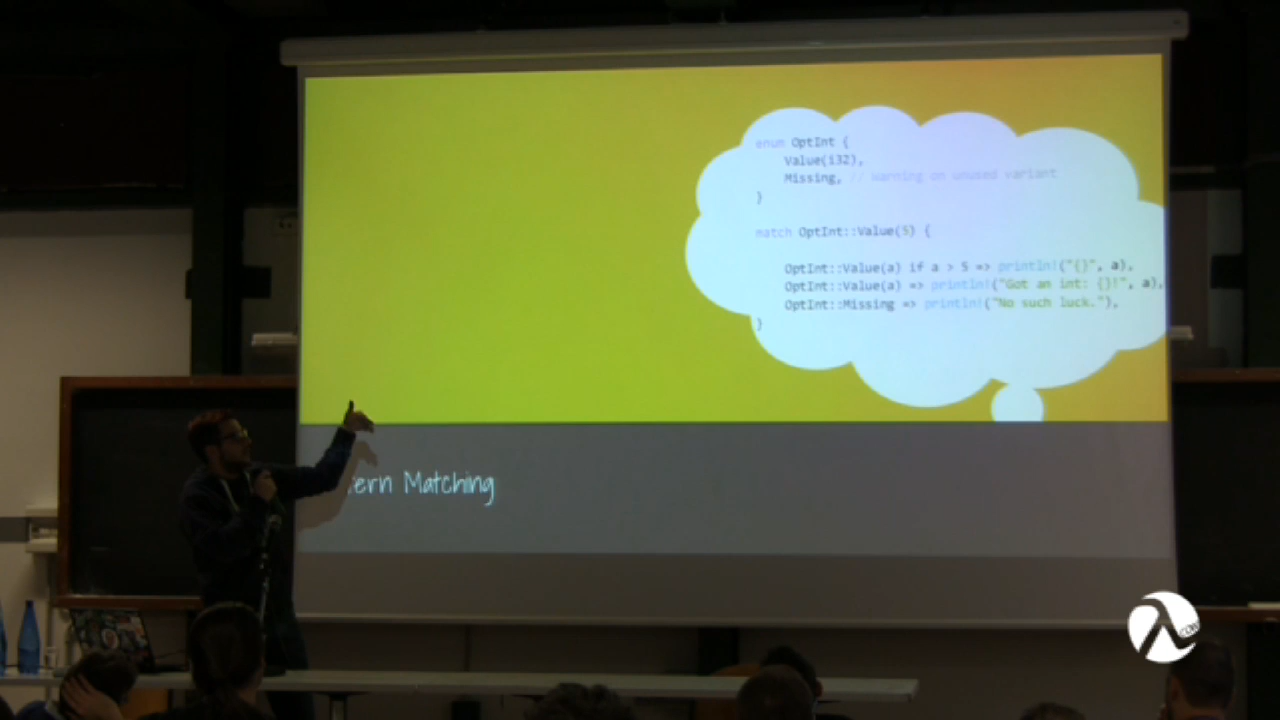 enum OptInt {
Value(i32),
Missing, // warning on unused variant
}
match OptInt::Value(5) {
OptInt::Value(a) if a > 5 => println!("{}", a),
OptInt::Value(a) => println!("Got an int: {}!", a),
OptInt::Missing => println!("No such luck."),
}
ern Matching